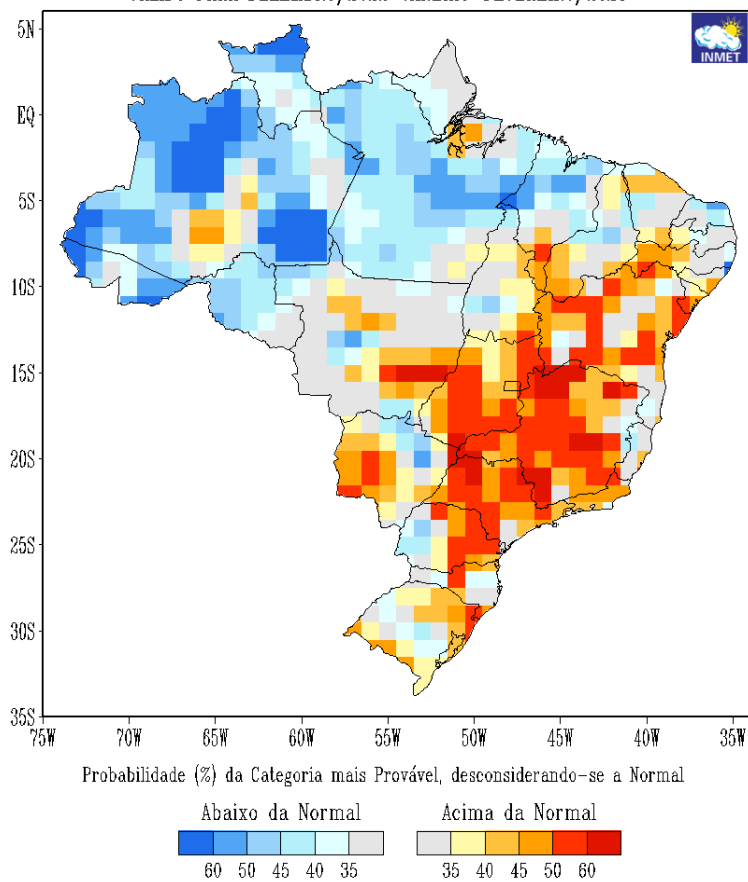 INMET
5N
EQ
5S
10S
15S
20S
25S
30S
35S
75W 70W 65W 60W 55W 50W 45W 40W 35W
Probabilidade (%) da Categoria mais Provável, desconsiderando-se a Normal
Abaixo da Normal Acima da Normal
60 50 45 40 35 35 40 45 50 60